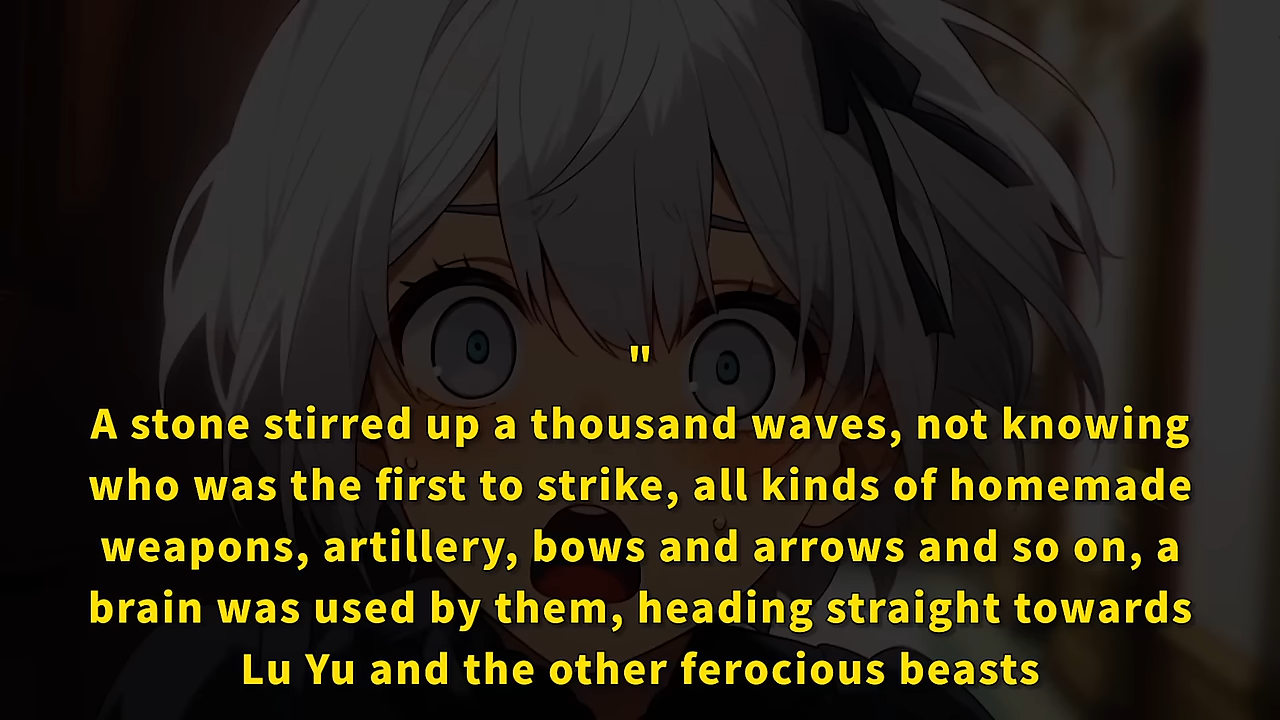 "
A stone stirred up a thousand waves, not knowing
who was the first to strike, all kinds of homemade
weapons, artillery, bows and arrows and so on, a
brain was used by them, heading straight towards
Lu Yu and the other ferocious beasts